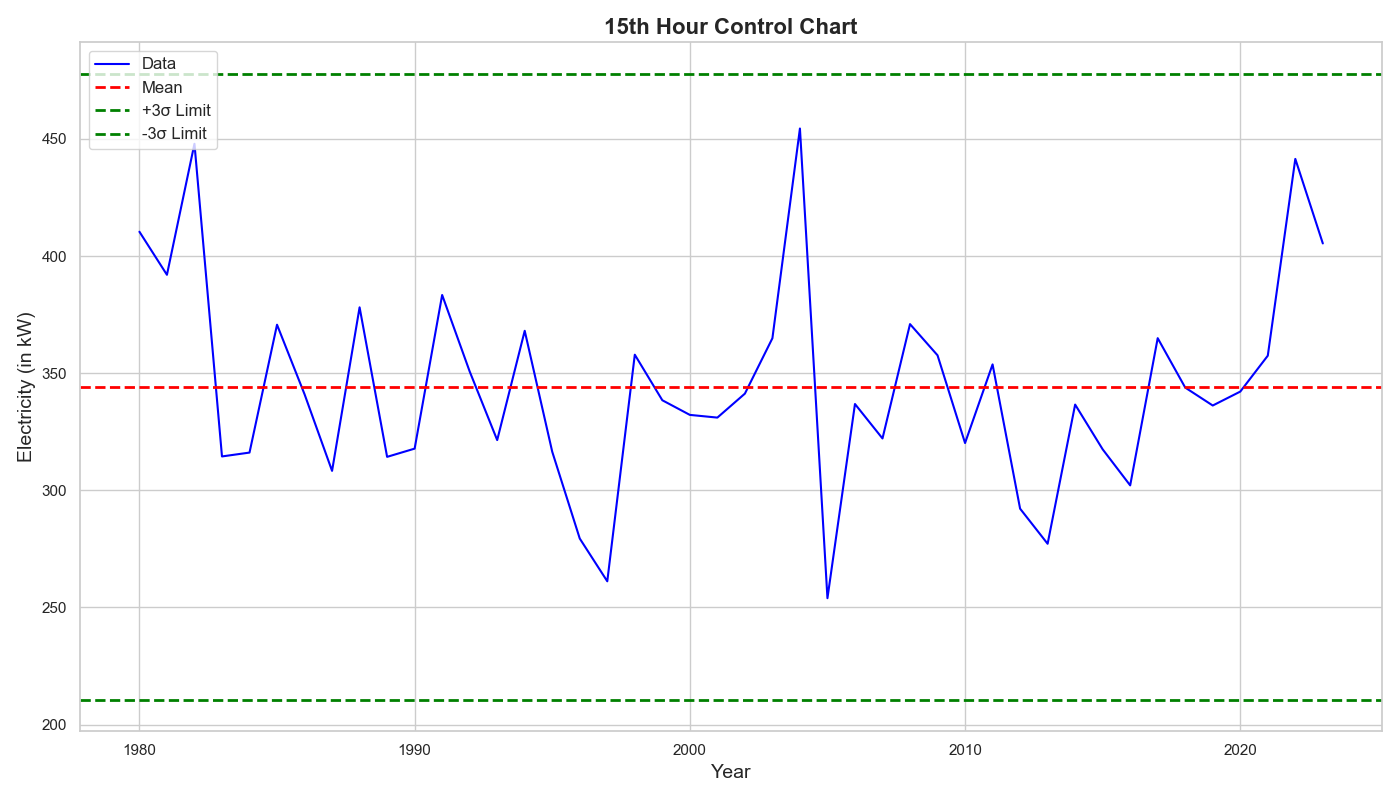 15th Hour Control Chart
Data
Mean
+3σ Limit
-3σ Limit
Electricity (in kW)
450
400
350
300
250
200
1980
1990
2000
2010
2020
Year